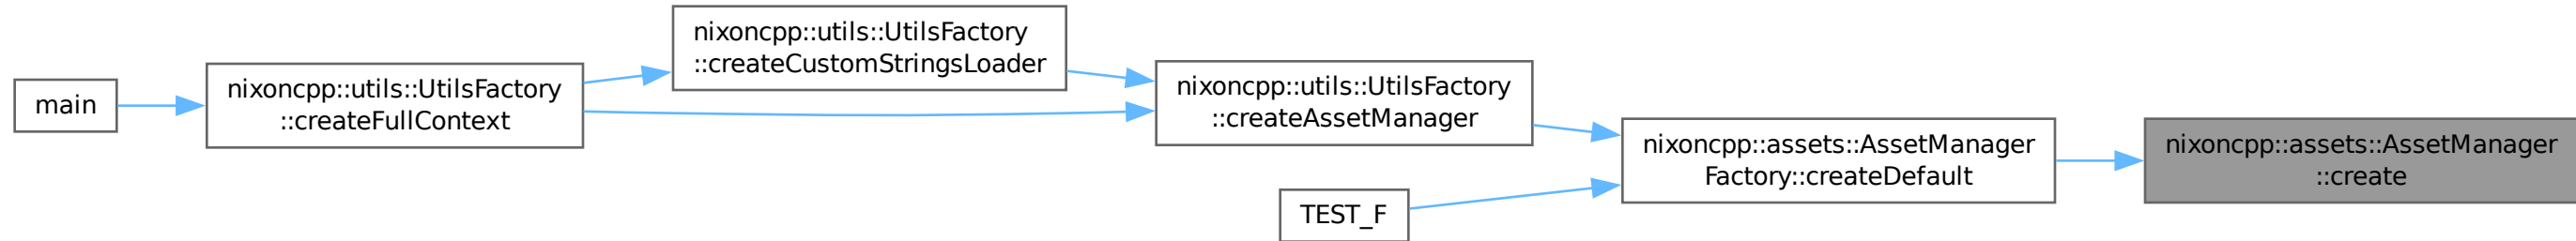 main
nixoncpp::utils::UtilsFactory
::createFullContext
nixoncpp::utils::UtilsFactory
::createCustomStringsLoader
nixoncpp::utils::UtilsFactory
::createAssetManager
TEST_F
nixoncpp::assets::AssetManager
Factory::createDefault
nixoncpp::assets::AssetManager
::create